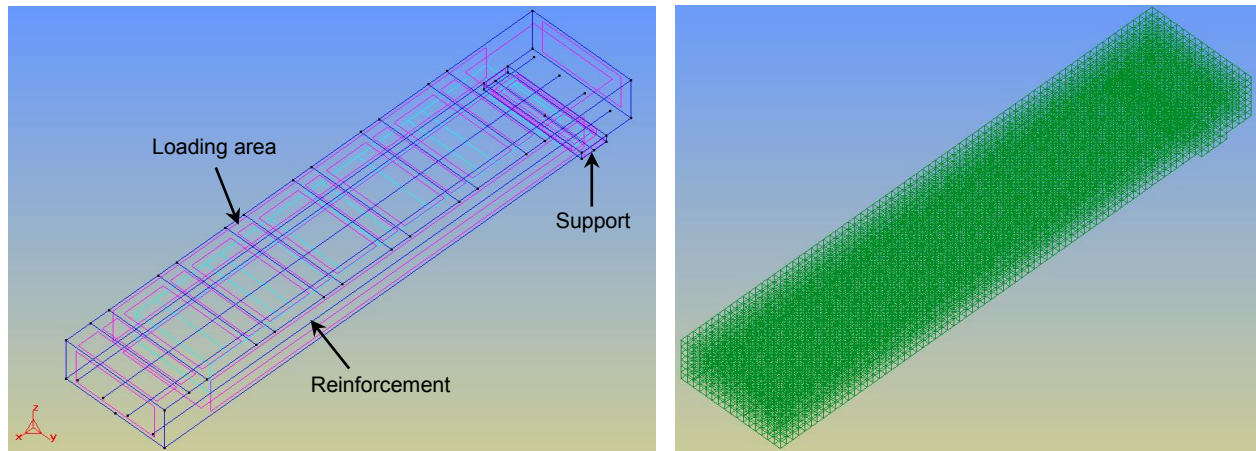 Loading area
Support
Reinforcement
z
x
y